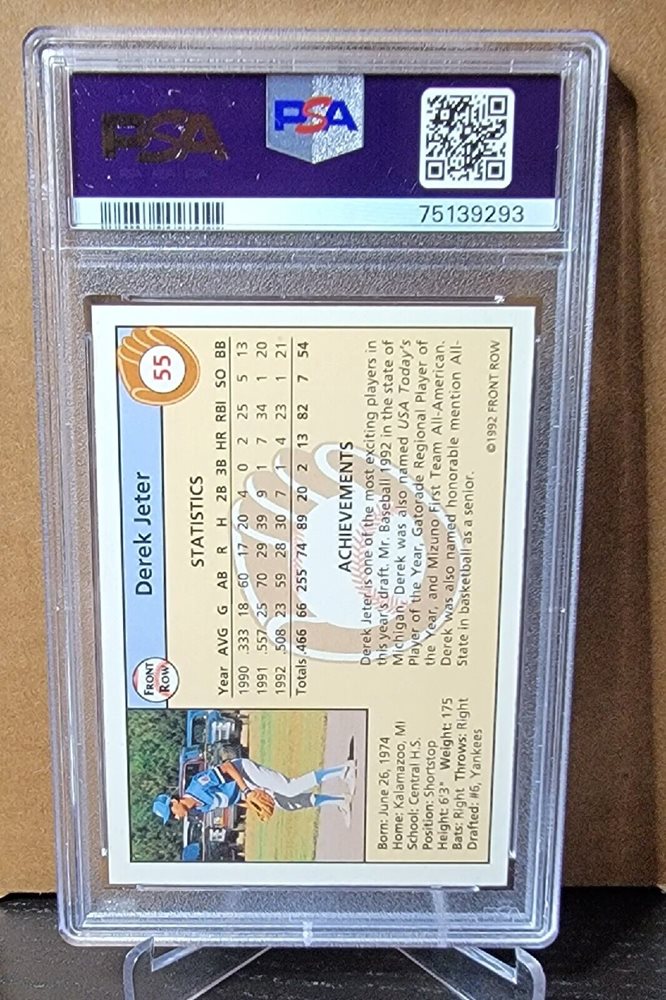 PSA
PSA
75139293
55
Derek Jeter
FRONT
ROW
STATISTICS
Year AVG G AB R H 2B 3B HR RBI SO BB
1990 .333 18 60 17 20 4 0 2 25 5 13
1991 .557 25 70 29 39 9 1 7 34 1 20
1992 .508 23 59 28 30 7 1 4 23 1 21
Totals .466 66 255 74 89 20 2 13 82 7 54
ACHIEVEMENTS
Derek Jeter is one of the most exciting players in
this year's draft. Mr. Baseball 1992 in the state of
Michigan, Derek was also named USA Today's
Player of the Year, Gatorade Regional Player of
the Year, and Mizuno First Team All-American.
Derek was also named honorable mention All-
State in basketball as a senior.
Born: June 26, 1974
Home: Kalamazoo, MI
School: Central H.S.
Position: Shortstop
Height: 6'3" Weight: 175
Bats: Right Throws: Right
Drafted: #6, Yankees
©1992 FRONT ROW